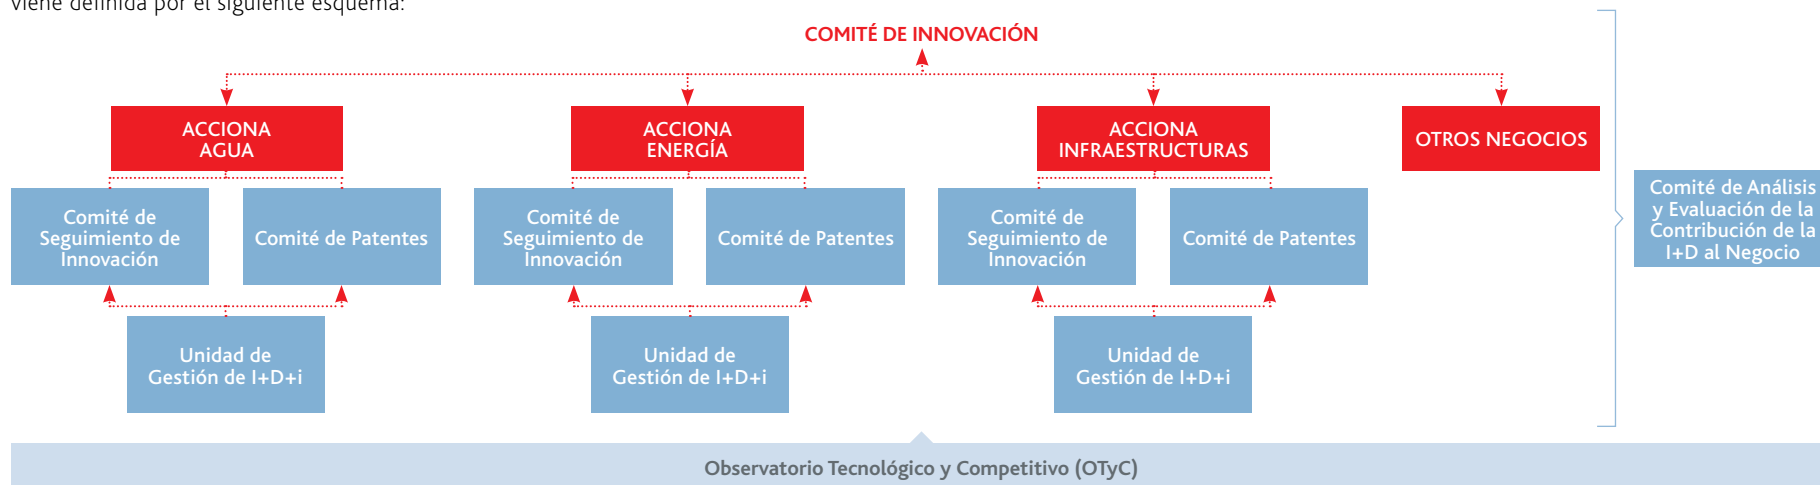 viene definida por el siguiente esquema:
COMITÉ DE INNOVACIÓN
ACCIONA
AGUA
ACCIONA
ENERGÍA
ACCIONA
INFRAESTRUCTURAS
OTROS NEGOCIOS
Comité de
Seguimiento de
Innovación
Comité de Patentes
Comité de
Seguimiento de
Innovación
Comité de Patentes
Comité de
Seguimiento de
Innovación
Comité de Patentes
Comité de Análisis
y Evaluación de la
Contribución de la
I+D al Negocio
Unidad de
Gestión de I+D+i
Unidad de
Gestión de I+D+i
Unidad de
Gestión de I+D+i
Observatorio Tecnológico y Competitivo (OTyC)